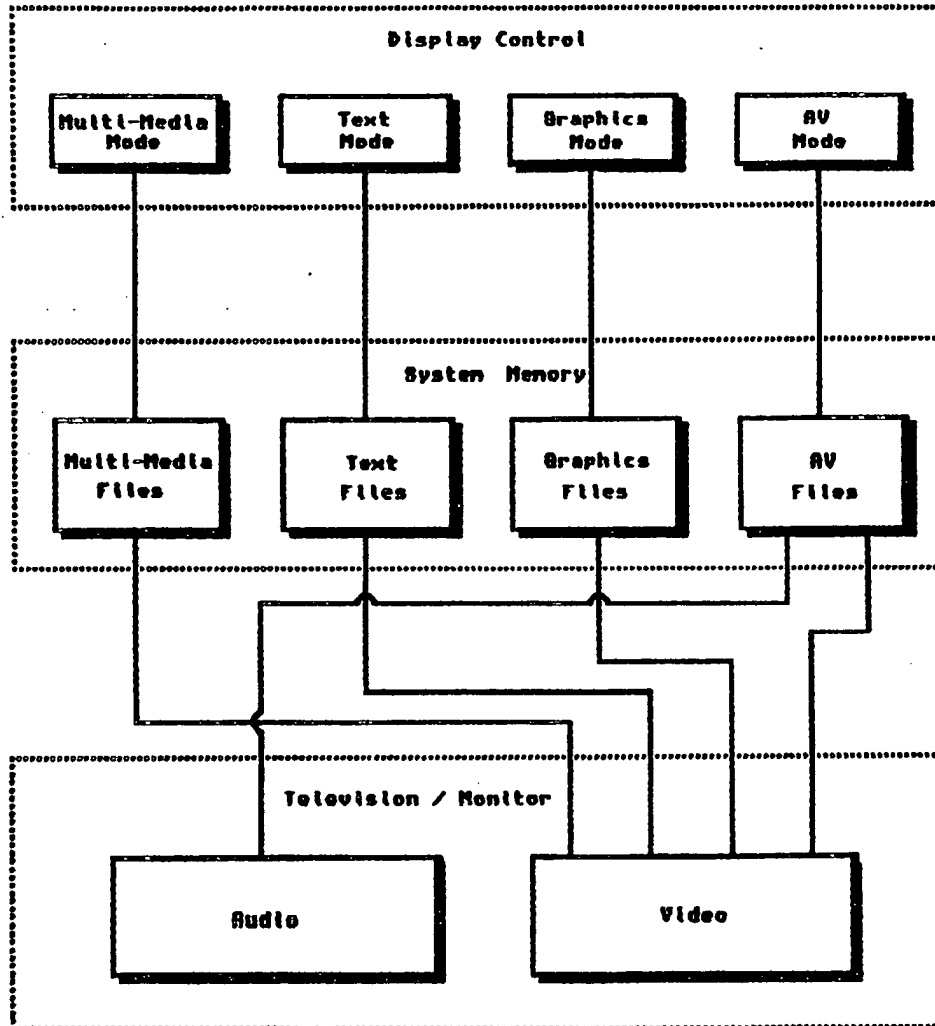 Display Control
Multi-Media
Mode
Text
Mode
Graphics
Mode
AV
Mode
System Memory
Multi-Media
Files
Text
Files
Graphics
Files
AV
Files
Television / Monitor
Audio
Video